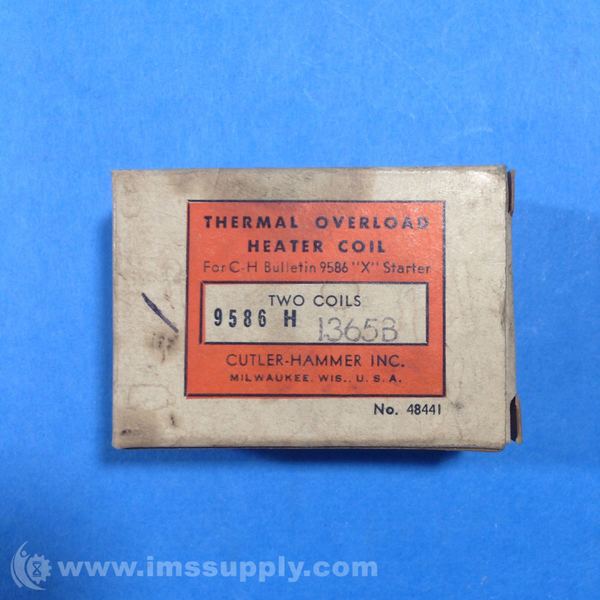 THERMAL OVERLOAD
HEATER COIL
For C-H Bulletin 9586 "X" Starter
TWO COILS
9586 H 1365B
CUTLER-HAMMER INC.
MILWAUKEE, WIS., U. S. A.
No. 48441
www.imssupply.com